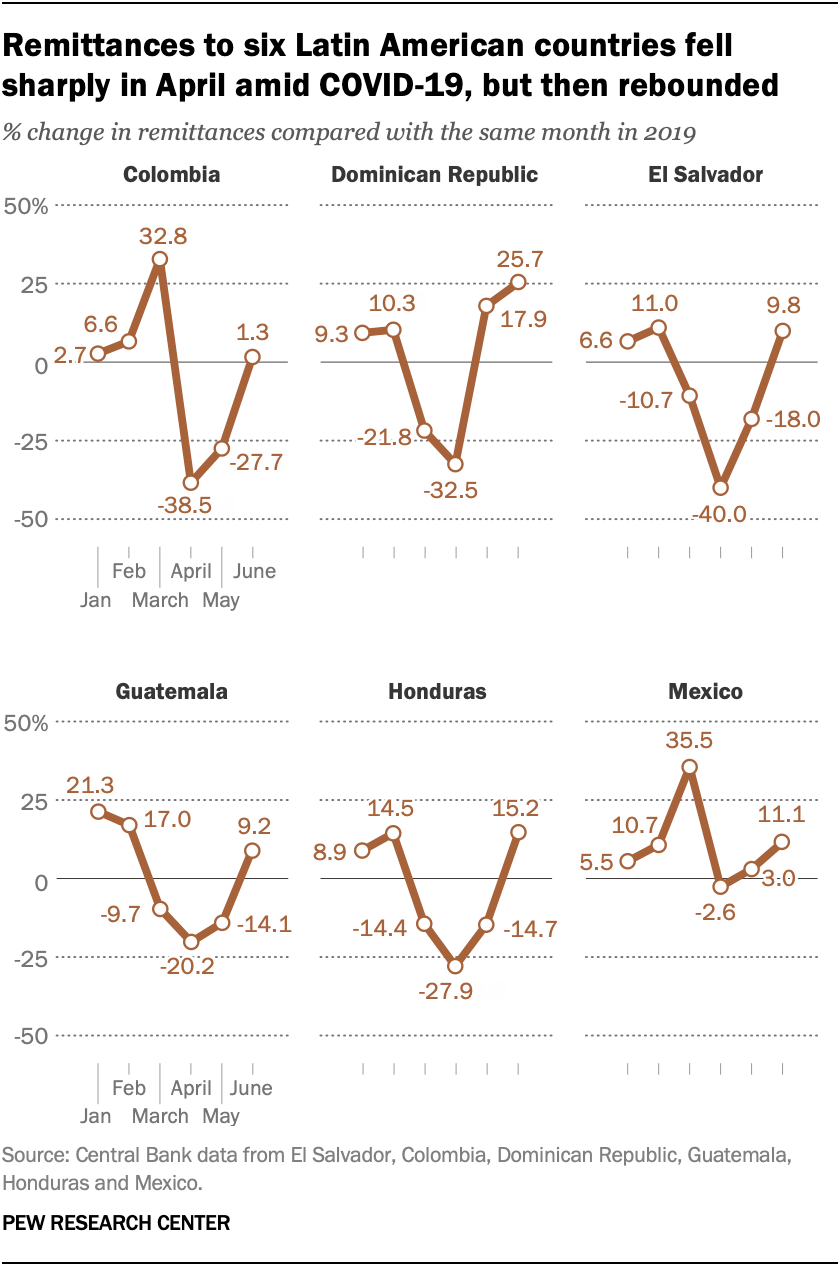 Remittances to six Latin American countries fell
sharply in April amid COVID-19, but then rebounded
% change in remittances compared with the same month in 2019
Colombia
50%
25
0
-25
-50
2.7
6.6
32.8
-38.5
-27.7
1.3
Jan
Feb
March
April
May
June
Dominican Republic
9.3
10.3
-21.8
-32.5
17.9
25.7
El Salvador
6.6
11.0
-10.7
-40.0
-18.0
9.8
Guatemala
50%
25
0
-25
-50
21.3
17.0
-9.7
-20.2
-14.1
9.2
Jan
Feb
March
April
May
June
Honduras
8.9
14.5
-14.4
-27.9
-14.7
15.2
Mexico
5.5
10.7
35.5
-2.6
3.0
11.1
Source: Central Bank data from El Salvador, Colombia, Dominican Republic, Guatemala,
Honduras and Mexico.
PEW RESEARCH CENTER